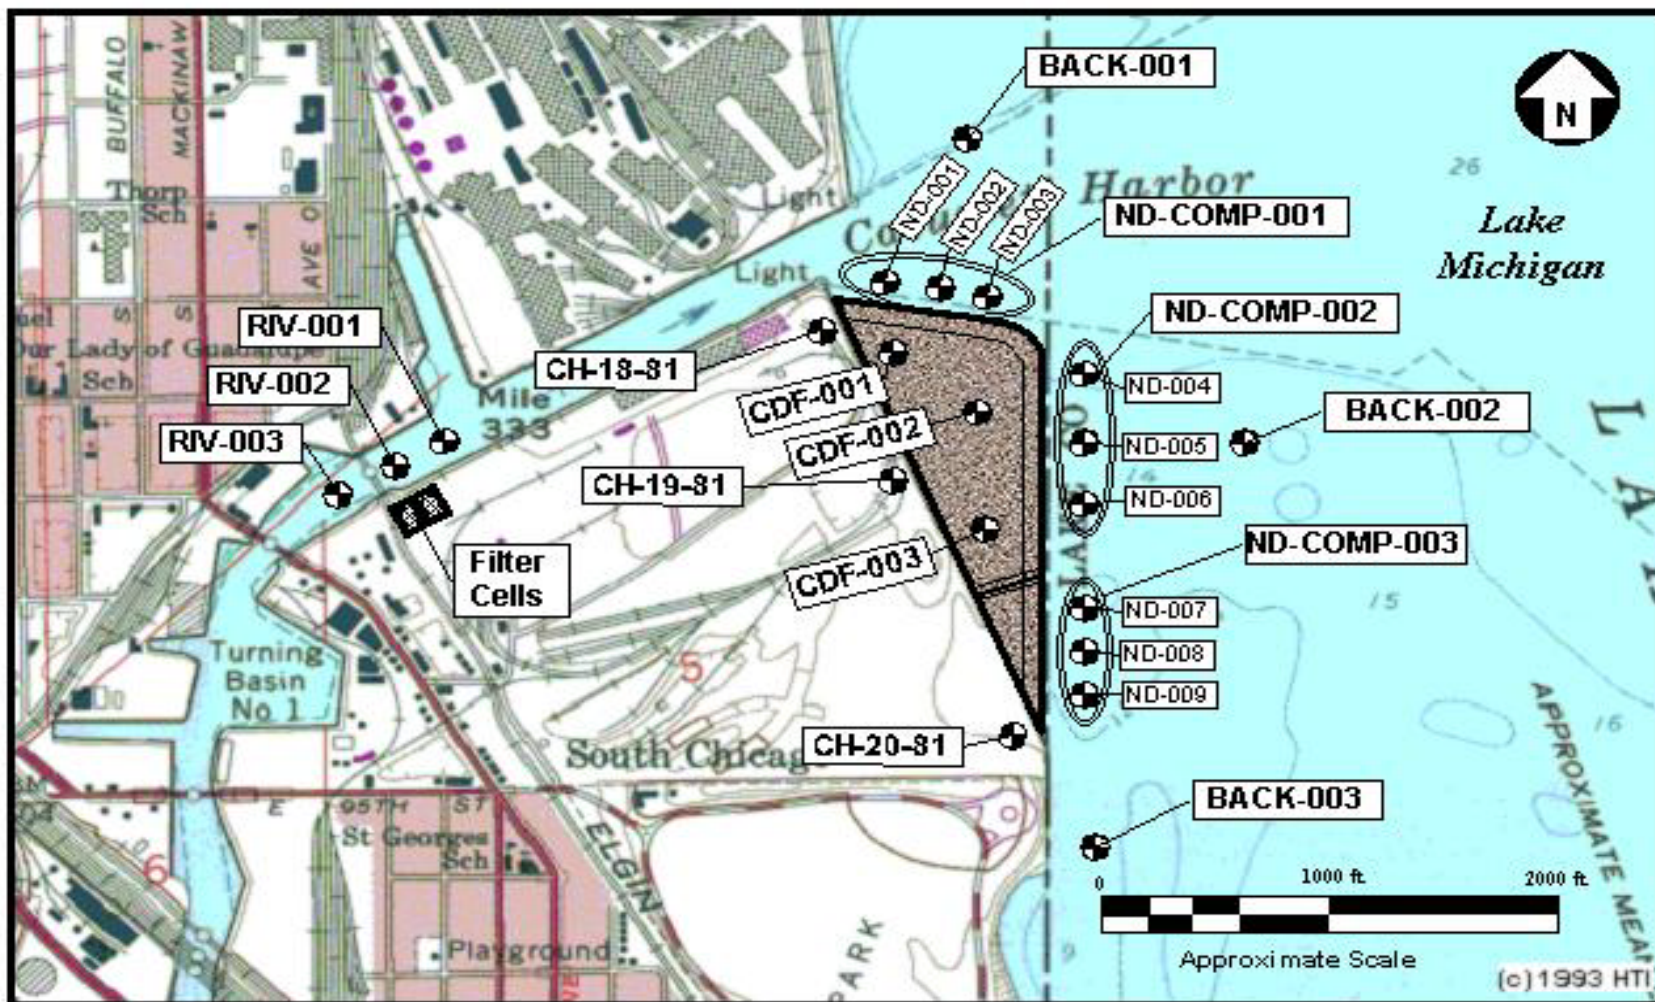 BUFFALO
MACKINAW
BACK-001
N
Thorp
Sch
AVE O
Light
ND-001
ND-002
ND-003
Harbor
26
ND-COMP-001
Lake
Michigan
Light
RIV-001
ND-COMP-002
Our Lady of Guadalupe
Sch
CH-18-81
RIV-002
Mile
333
CDF-001
ND-004
BACK-002
RIV-003
CDF-002
ND-005
16
CH-19-81
ND-006
Filter
Cells
CDF-003
ND-COMP-003
15
ND-007
Turning
Basin
No 1
5
ND-008
ND-009
16
South Chicago
CH-20-81
APPROXIMATE MEAN
BACK-003
E
95TH
ST
St Georges
Sch
ELGIN
6
0
1000 ft.
2000 ft.
Playground
PARK
9
Approximate Scale
(c) 1993 HTI